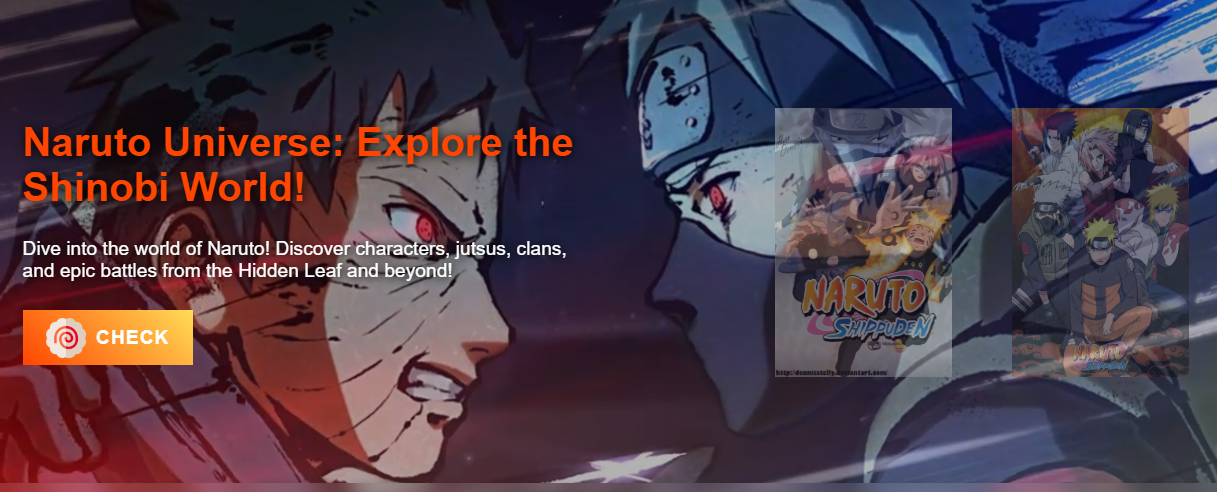 Naruto Universe: Explore the
Shinobi World!
Dive into the world of Naruto! Discover characters, jutsus, clans,
and epic battles from the Hidden Leaf and beyond!
CHECK
NARUTO
SHIPPUDEN
http://dennisstelly.deviantart.com/
NARUTO
SHIPPUDEN